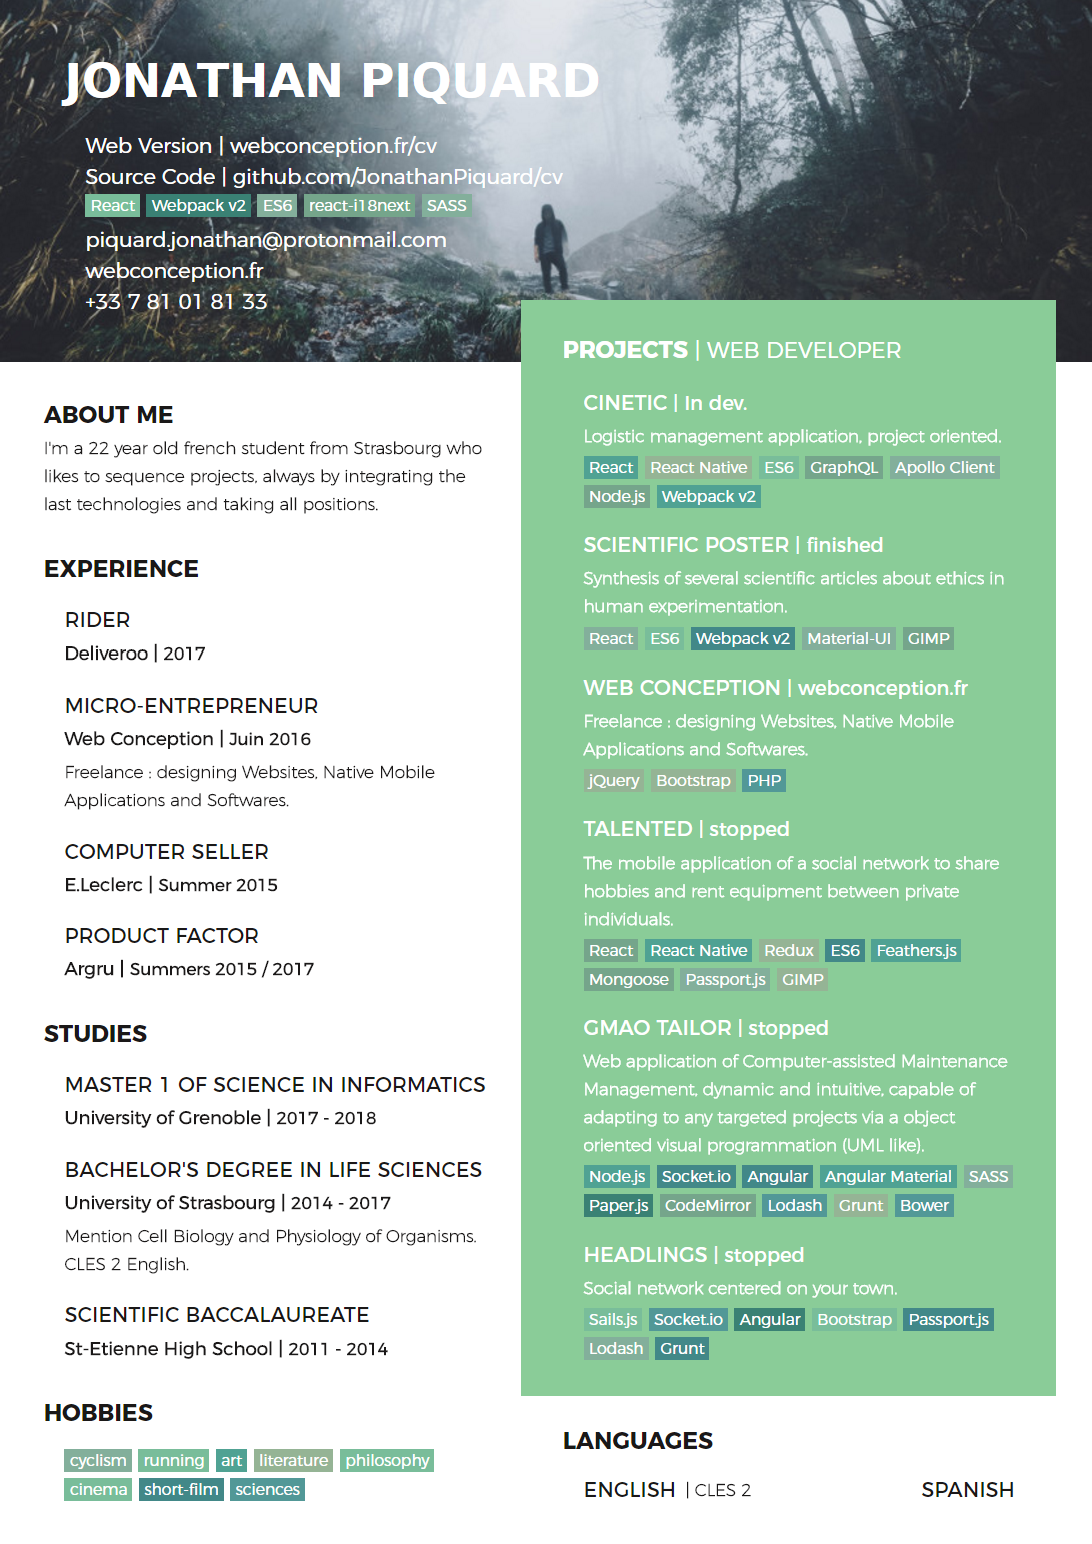 JONATHAN PIQUARD
Web Version | webconception.fr/cv
Source Code | github.com/JonathanPiquard/cv
React Webpack v2 ES6 react-i18next SASS
piquard.jonathan@protonmail.com
webconception.fr
+33 7 81 01 81 33
ABOUT ME
I'm a 22 year old french student from Strasbourg who
likes to sequence projects, always by integrating the
last technologies and taking all positions.
EXPERIENCE
RIDER
Deliveroo | 2017
MICRO-ENTREPRENEUR
Web Conception | Juin 2016
Freelance : designing Websites, Native Mobile
Applications and Softwares.
COMPUTER SELLER
E.Leclerc | Summer 2015
PRODUCT FACTOR
Argru | Summers 2015 / 2017
STUDIES
MASTER 1 OF SCIENCE IN INFORMATICS
University of Grenoble | 2017 - 2018
BACHELOR'S DEGREE IN LIFE SCIENCES
University of Strasbourg | 2014 - 2017
Mention Cell Biology and Physiology of Organisms.
CLES 2 English.
SCIENTIFIC BACCALAUREATE
St-Etienne High School | 2011 - 2014
HOBBIES
cyclism running art literature philosophy
cinema short-film sciences
PROJECTS | WEB DEVELOPER
CINETIC | In dev.
Logistic management application, project oriented.
React React Native ES6 GraphQL Apollo Client
Node.js Webpack v2
SCIENTIFIC POSTER | finished
Synthesis of several scientific articles about ethics in
human experimentation.
React ES6 Webpack v2 Material-UI GIMP
WEB CONCEPTION | webconception.fr
Freelance : designing Websites, Native Mobile
Applications and Softwares.
jQuery Bootstrap PHP
TALENTED | stopped
The mobile application of a social network to share
hobbies and rent equipment between private
individuals.
React React Native Redux ES6 Feathers.js
Mongoose Passport.js GIMP
GMAO TAILOR | stopped
Web application of Computer-assisted Maintenance
Management, dynamic and intuitive, capable of
adapting to any targeted projects via a object
oriented visual programmation (UML like).
Node.js Socket.io Angular Angular Material SASS
Paper.js CodeMirror Lodash Grunt Bower
HEADLINGS | stopped
Social network centered on your town.
Sails.js Socket.io Angular Bootstrap Passport.js
Lodash Grunt
LANGUAGES
ENGLISH | CLES 2 SPANISH